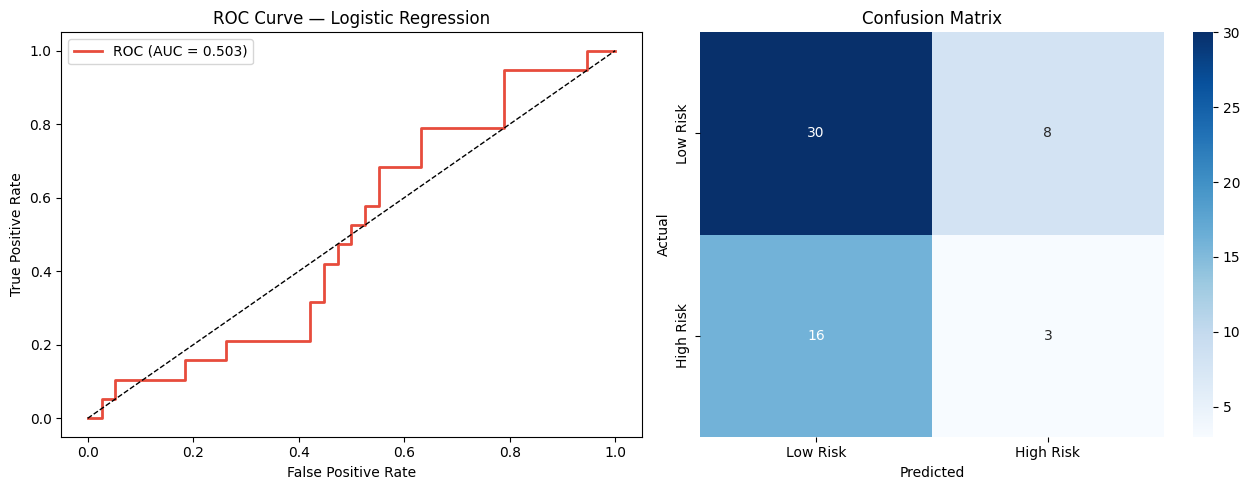 ROC Curve — Logistic Regression
ROC (AUC = 0.503)
True Positive Rate
1.0
0.8
0.6
0.4
0.2
0.0
0.0 0.2 0.4 0.6 0.8 1.0
False Positive Rate
Confusion Matrix
Actual
Low Risk
High Risk
30 8
16 3
Low Risk High Risk
Predicted
30
25
20
15
10
5